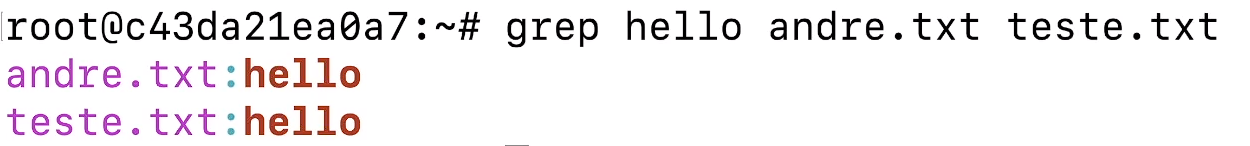 root@c43da21ea0a7:~# grep hello andre.txt teste.txt
andre.txt:hello
teste.txt:hello